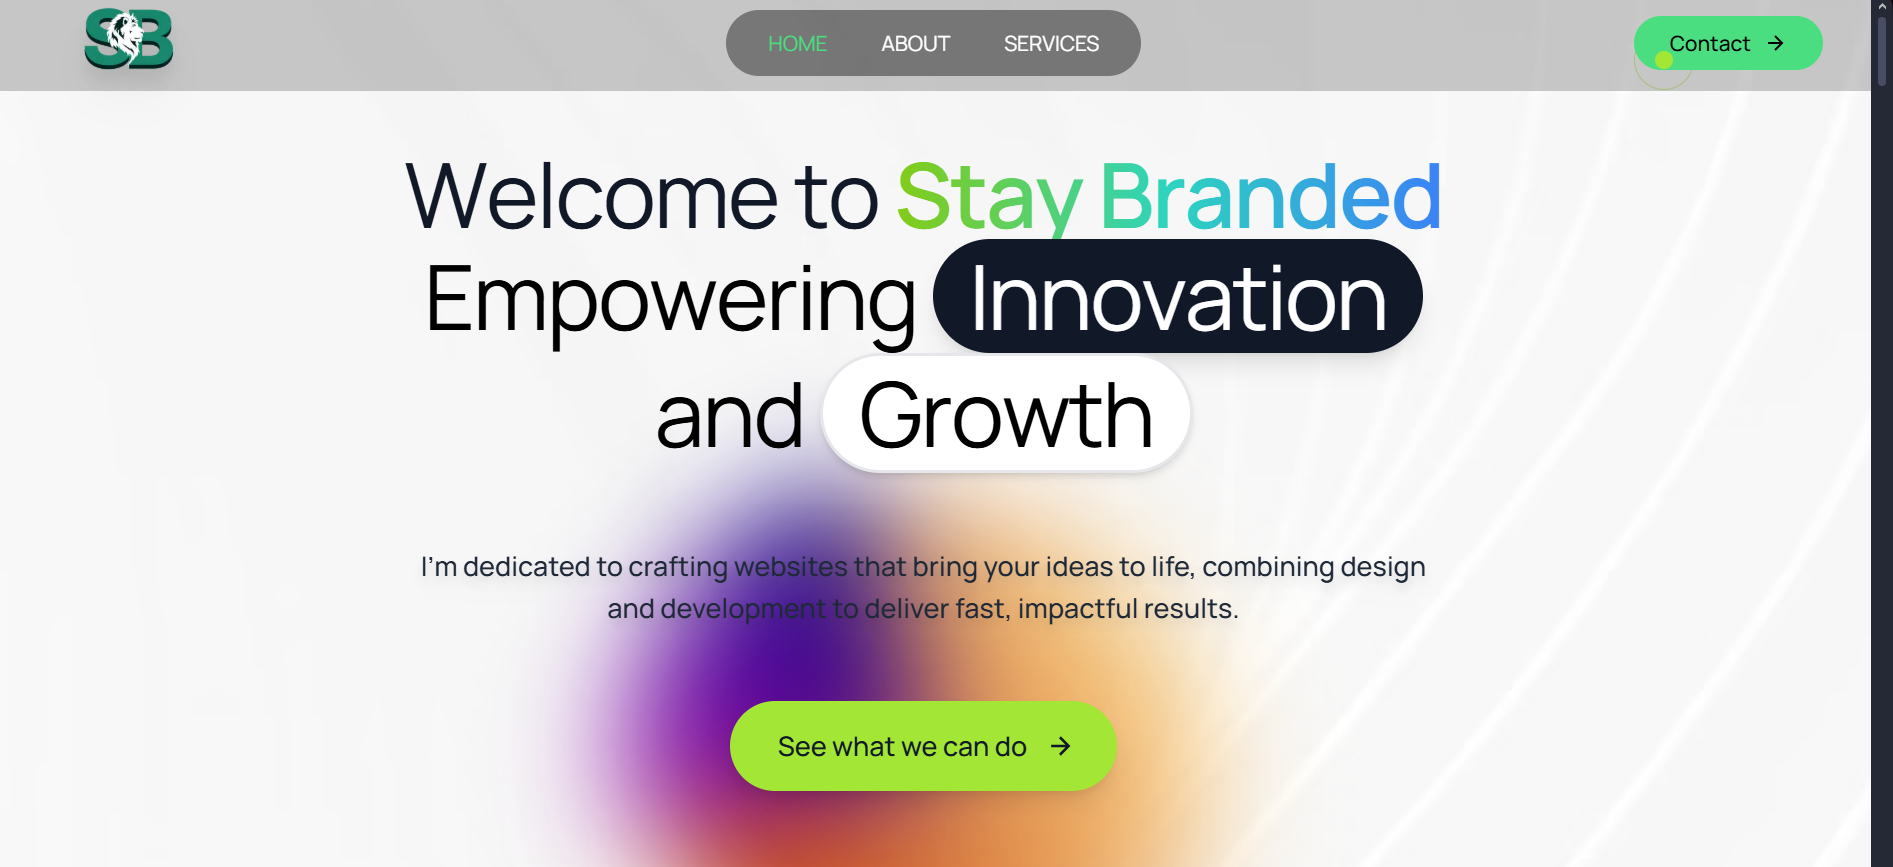 SB
HOME ABOUT SERVICES
Contact
Welcome to Stay Branded
Empowering Innovation
and Growth
I'm dedicated to crafting websites that bring your ideas to life, combining design
and development to deliver fast, impactful results.
See what we can do